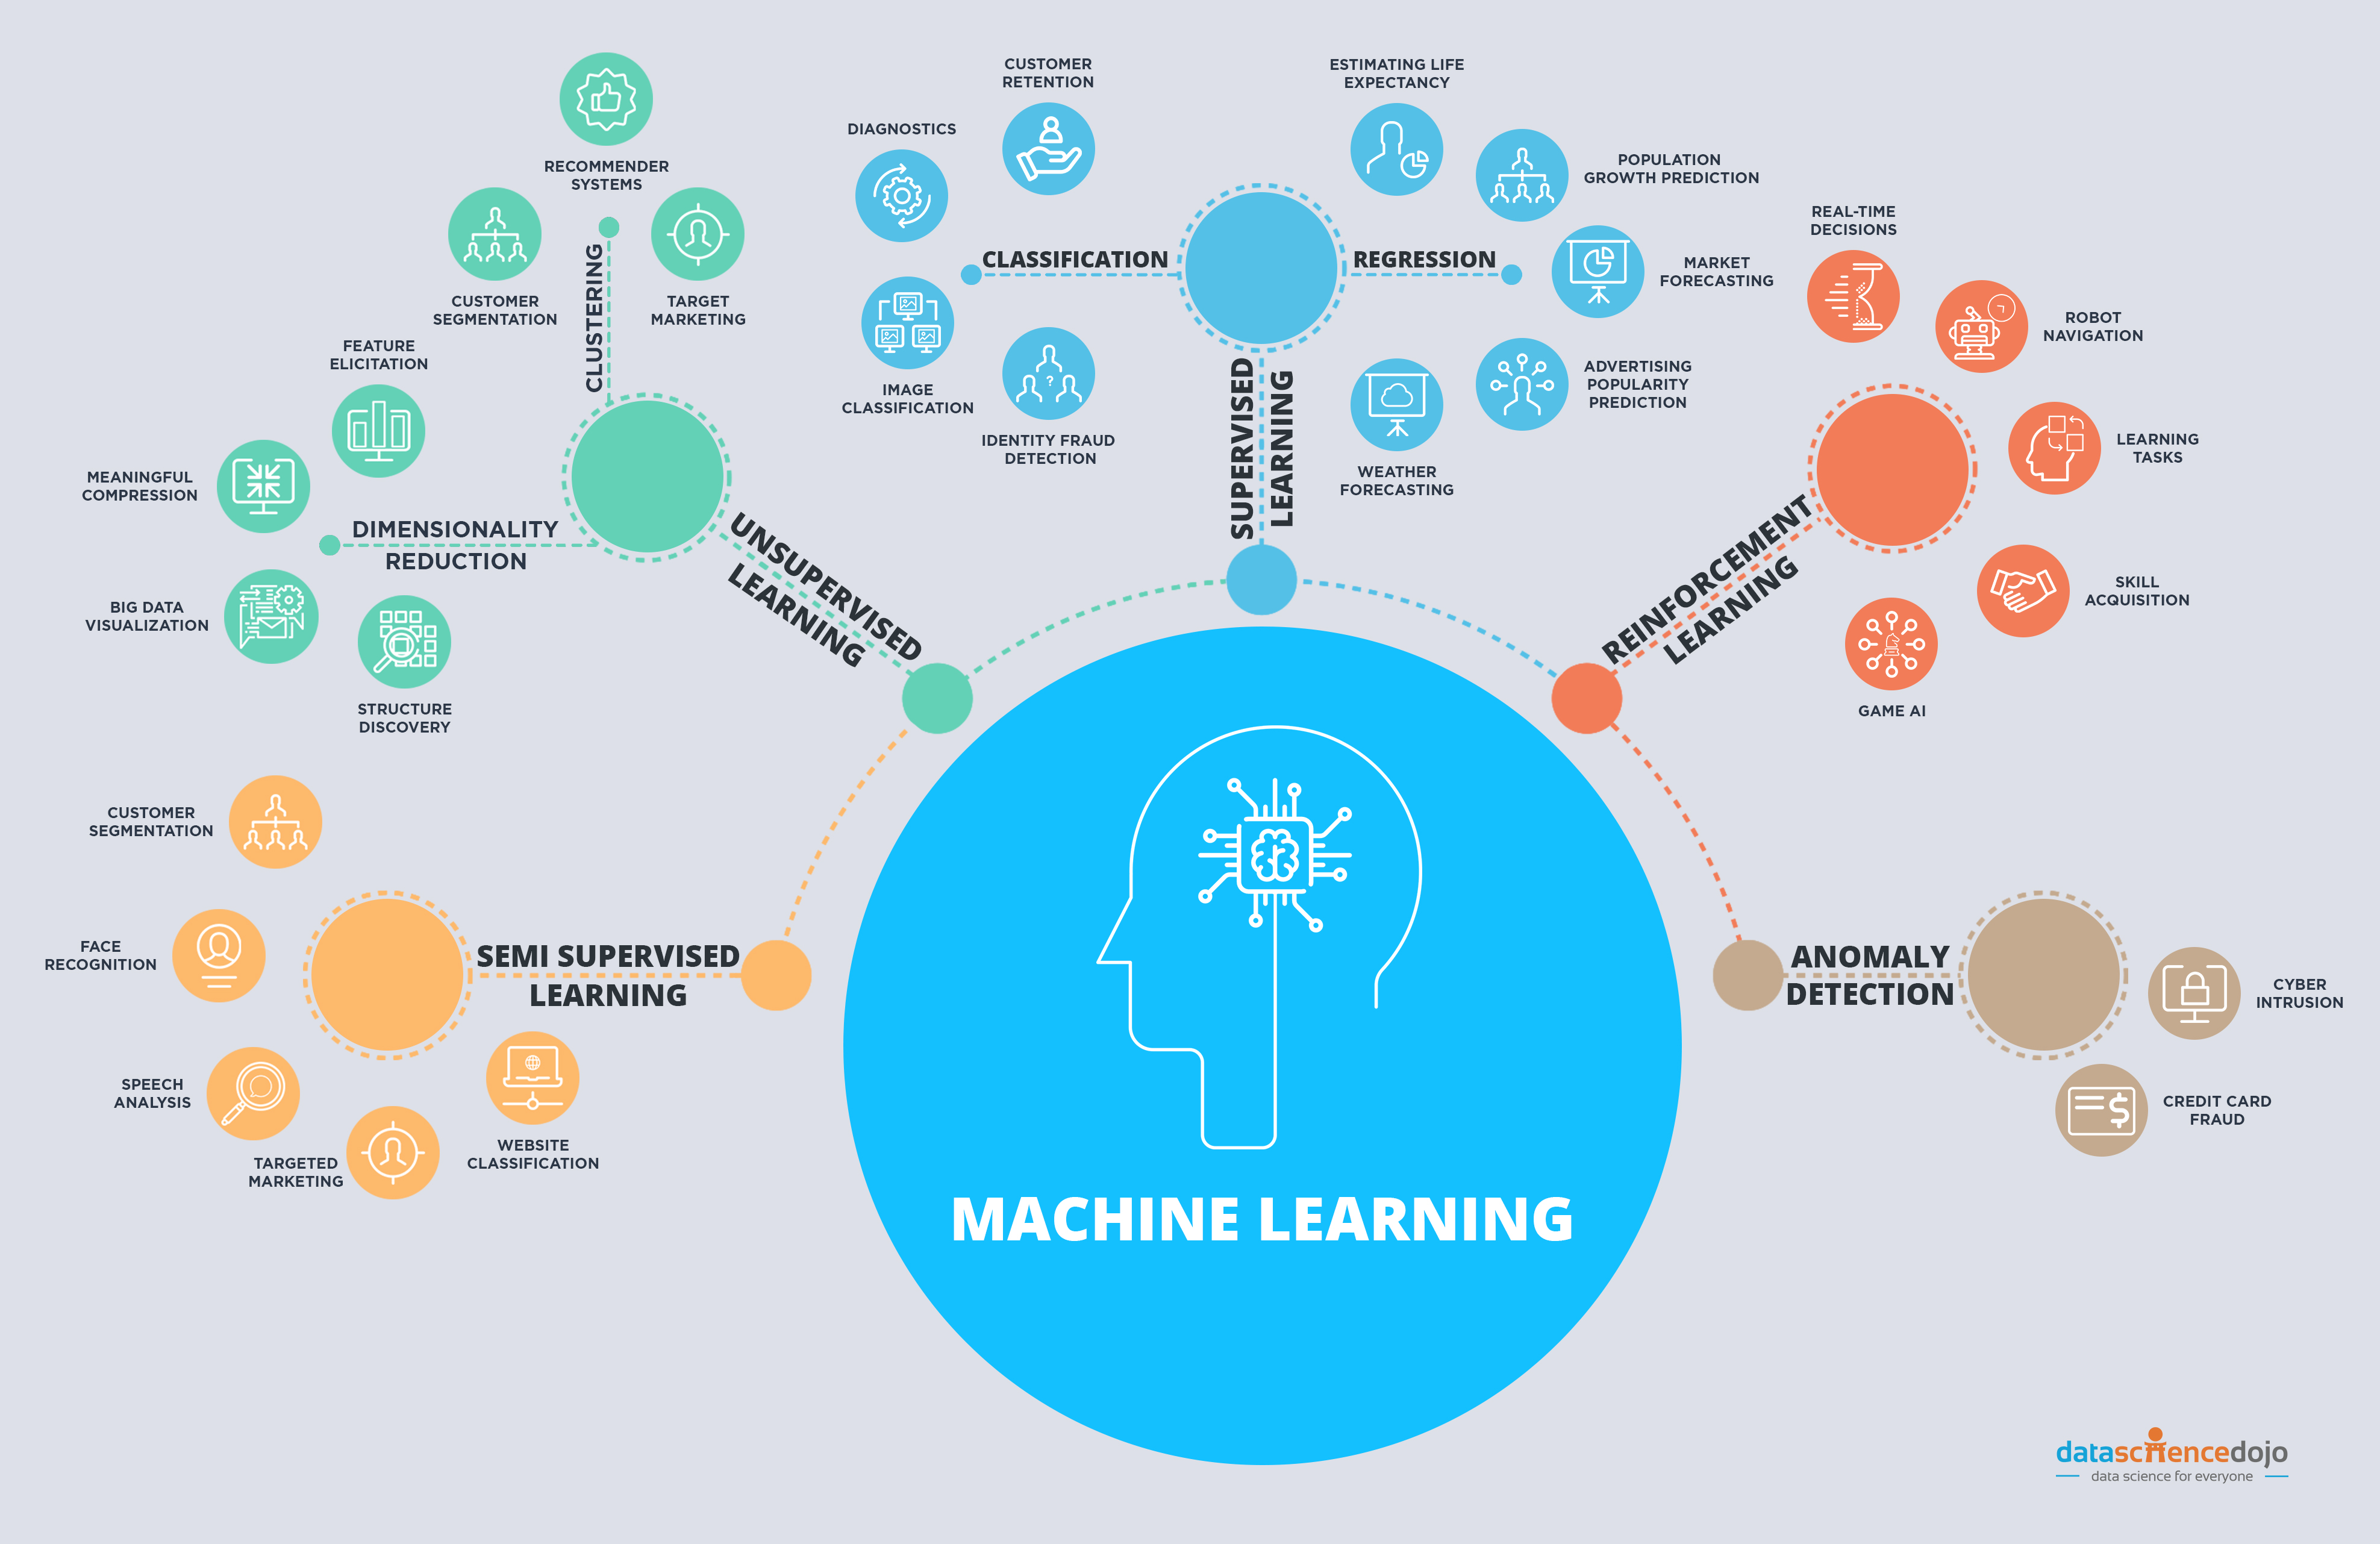 RECOMMENDER
SYSTEMS
CUSTOMER
SEGMENTATION
TARGET
MARKETING
CLUSTERING
FEATURE
ELICITATION
MEANINGFUL
COMPRESSION
DIMENSIONALITY
REDUCTION
BIG DATA
VISUALIZATION
STRUCTURE
DISCOVERY
UNSUPERVISED
LEARNING
CUSTOMER
RETENTION
DIAGNOSTICS
CLASSIFICATION
IMAGE
CLASSIFICATION
IDENTITY FRAUD
DETECTION
?
SUPERVISED
LEARNING
ESTIMATING LIFE
EXPECTANCY
POPULATION
GROWTH PREDICTION
REGRESSION
MARKET
FORECASTING
ADVERTISING
POPULARITY
PREDICTION
WEATHER
FORECASTING
REAL-TIME
DECISIONS
ROBOT
NAVIGATION
LEARNING
TASKS
SKILL
ACQUISITION
GAME AI
REINFORCEMENT
LEARNING
CUSTOMER
SEGMENTATION
FACE
RECOGNITION
SEMI SUPERVISED
LEARNING
SPEECH
ANALYSIS
TARGETED
MARKETING
WEBSITE
CLASSIFICATION
ANOMALY
DETECTION
CYBER
INTRUSION
CREDIT CARD
FRAUD
$
MACHINE LEARNING
datasciencedojo
data science for everyone